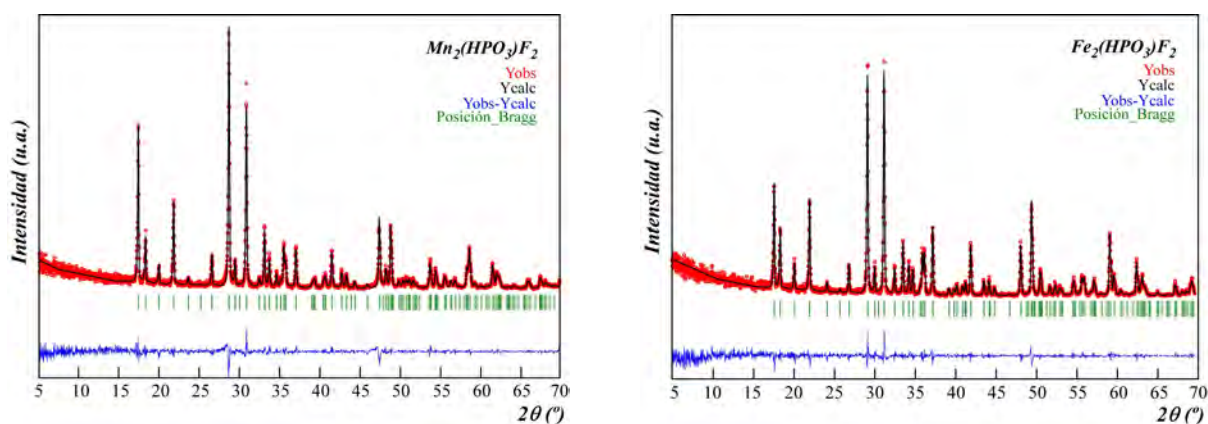 Mn2(HPO3)F2
Yobs
Ycalc
Yobs-Ycalc
Posición_Bragg
Intensidad (u.a.)
5 10 15 20 25 30 35 40 45 50 55 60 65 70
2θ (º)
Fe2(HPO3)F2
Yobs
Ycalc
Yobs-Ycalc
Posición_Bragg
Intensidad (u.a.)
5 10 15 20 25 30 35 40 45 50 55 60 65 70
2θ (º)